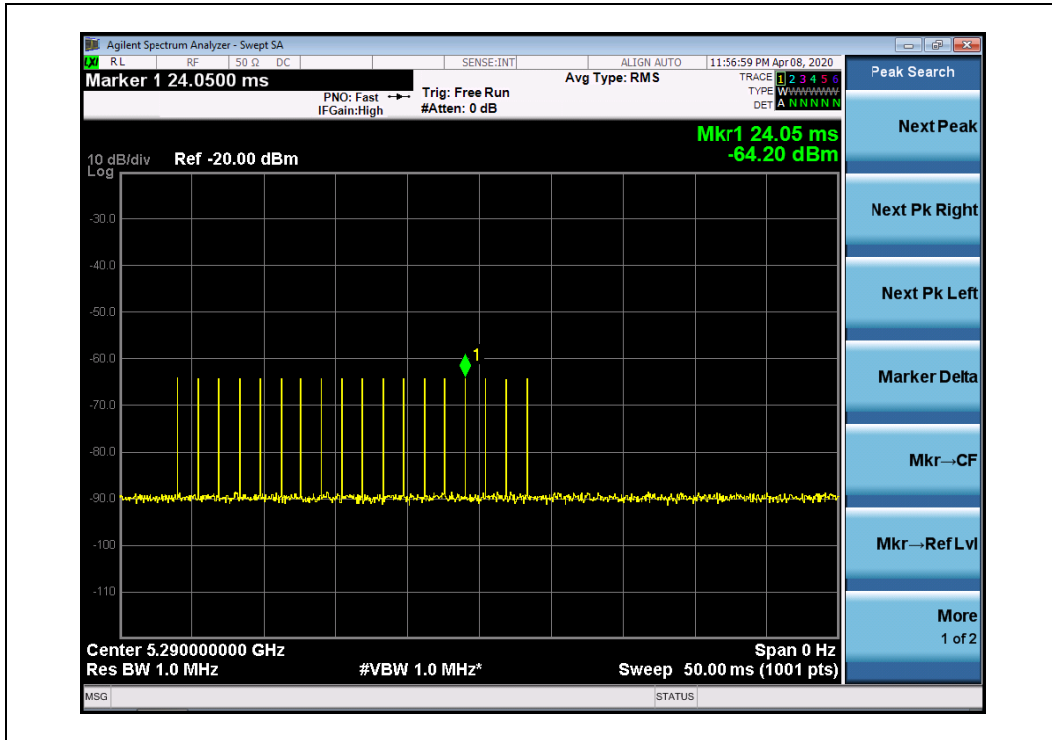 Agilent Spectrum Analyzer - Swept SA
LXI RL RF 50 Ω DC SENSE:INT ALIGN AUTO 11:56:59 PM Apr 08, 2020
Marker 1 24.0500 ms
PNO: Fast
IFGain:High
Trig: Free Run
#Atten: 0 dB
Avg Type: RMS
TRACE 1 2 3 4 5 6
TYPE WWWWWW
DET A N N N N N
Mkr1 24.05 ms
-64.20 dBm
10 dB/div Ref -20.00 dBm
Log
-30.0
-40.0
-50.0
-60.0
-70.0
-80.0
-90.0
-100
-110
1
Center 5.290000000 GHz Span 0 Hz
Res BW 1.0 MHz #VBW 1.0 MHz* Sweep 50.00 ms (1001 pts)
MSG STATUS
Peak Search
Next Peak
Next Pk Right
Next Pk Left
Marker Delta
Mkr→CF
Mkr→Ref Lvl
More
1 of 2